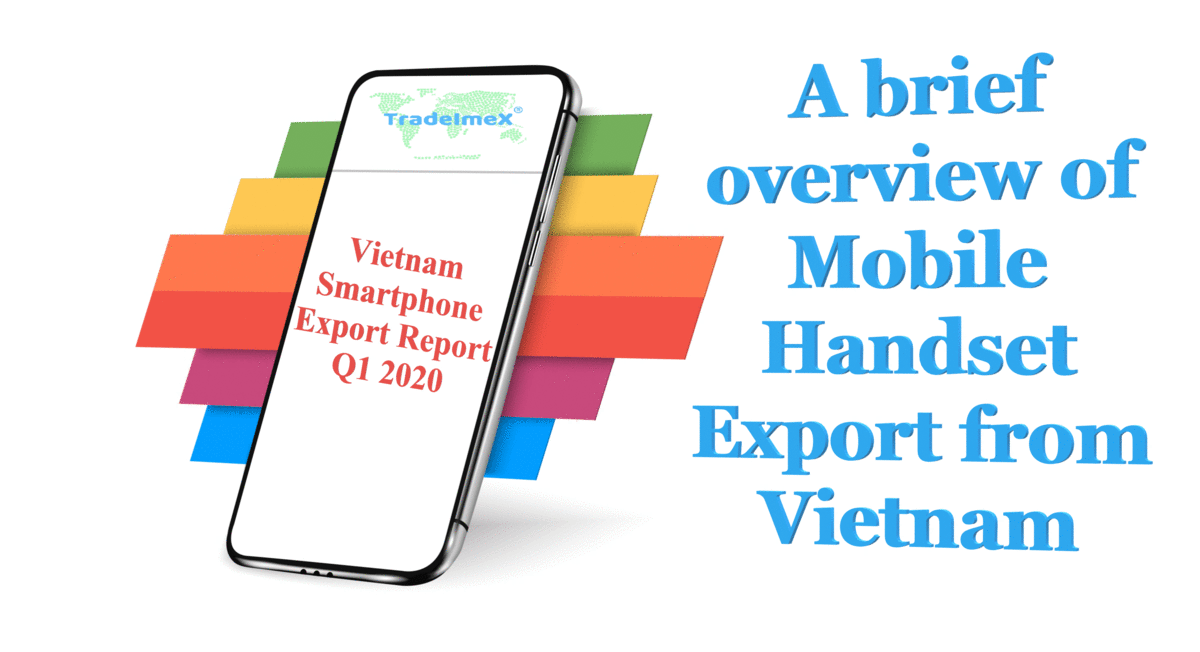 TradeImeX®
Vietnam
Smartphone
Export Report
Q1 2020
A brief
overview of
Mobile
Handset
Export from
Vietnam